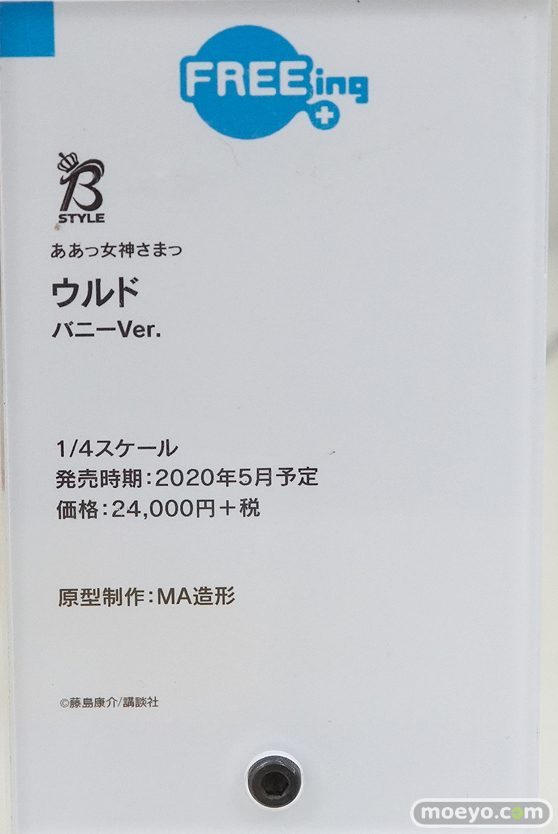 FREEing
B
STYLE
ああっ女神さまっ
ウルド
バニーVer.
1/4スケール
発売時期：2020年5月予定
価格：24,000円＋税
原型制作：MA造形
©藤島康介/講談社
moeyo.com